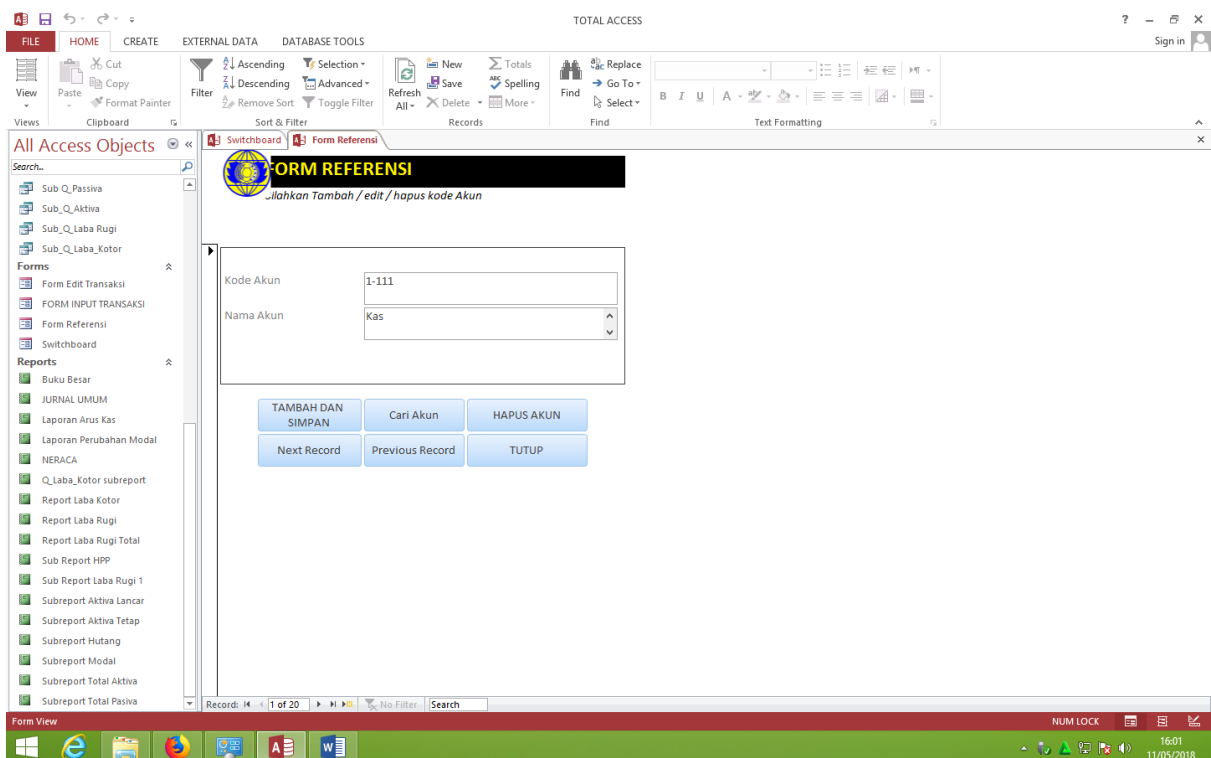 TOTAL ACCESS
FILE HOME CREATE EXTERNAL DATA DATABASE TOOLS Sign in
View
Paste
Cut
Copy
Format Painter
Filter
Ascending
Descending
Remove Sort
Selection
Advanced
Toggle Filter
Refresh All
New
Save
Delete
Totals
Spelling
More
Find
Replace
Go To
Select
B I U A
Views Clipboard Sort & Filter Records Find Text Formatting
All Access Objects
Search...
Sub Q_Passiva
Sub_Q_Aktiva
Sub_Q_Laba Rugi
Sub_Q_Laba_Kotor
Forms
Form Edit Transaksi
FORM INPUT TRANSAKSI
Form Referensi
Switchboard
Reports
Buku Besar
JURNAL UMUM
Laporan Arus Kas
Laporan Perubahan Modal
NERACA
Q_Laba_Kotor subreport
Report Laba Kotor
Report Laba Rugi
Report Laba Rugi Total
Sub Report HPP
Sub Report Laba Rugi 1
Subreport Aktiva Lancar
Subreport Aktiva Tetap
Subreport Hutang
Subreport Modal
Subreport Total Aktiva
Subreport Total Pasiva
Switchboard Form Referensi
FORM REFERENSI
Silahkan Tambah / edit / hapus kode Akun
Kode Akun 1-111
Nama Akun Kas
TAMBAH DAN
SIMPAN
Cari Akun
HAPUS AKUN
Next Record
Previous Record
TUTUP
Record: 1 of 20 No Filter Search
Form View NUM LOCK
16:01
11/05/2018